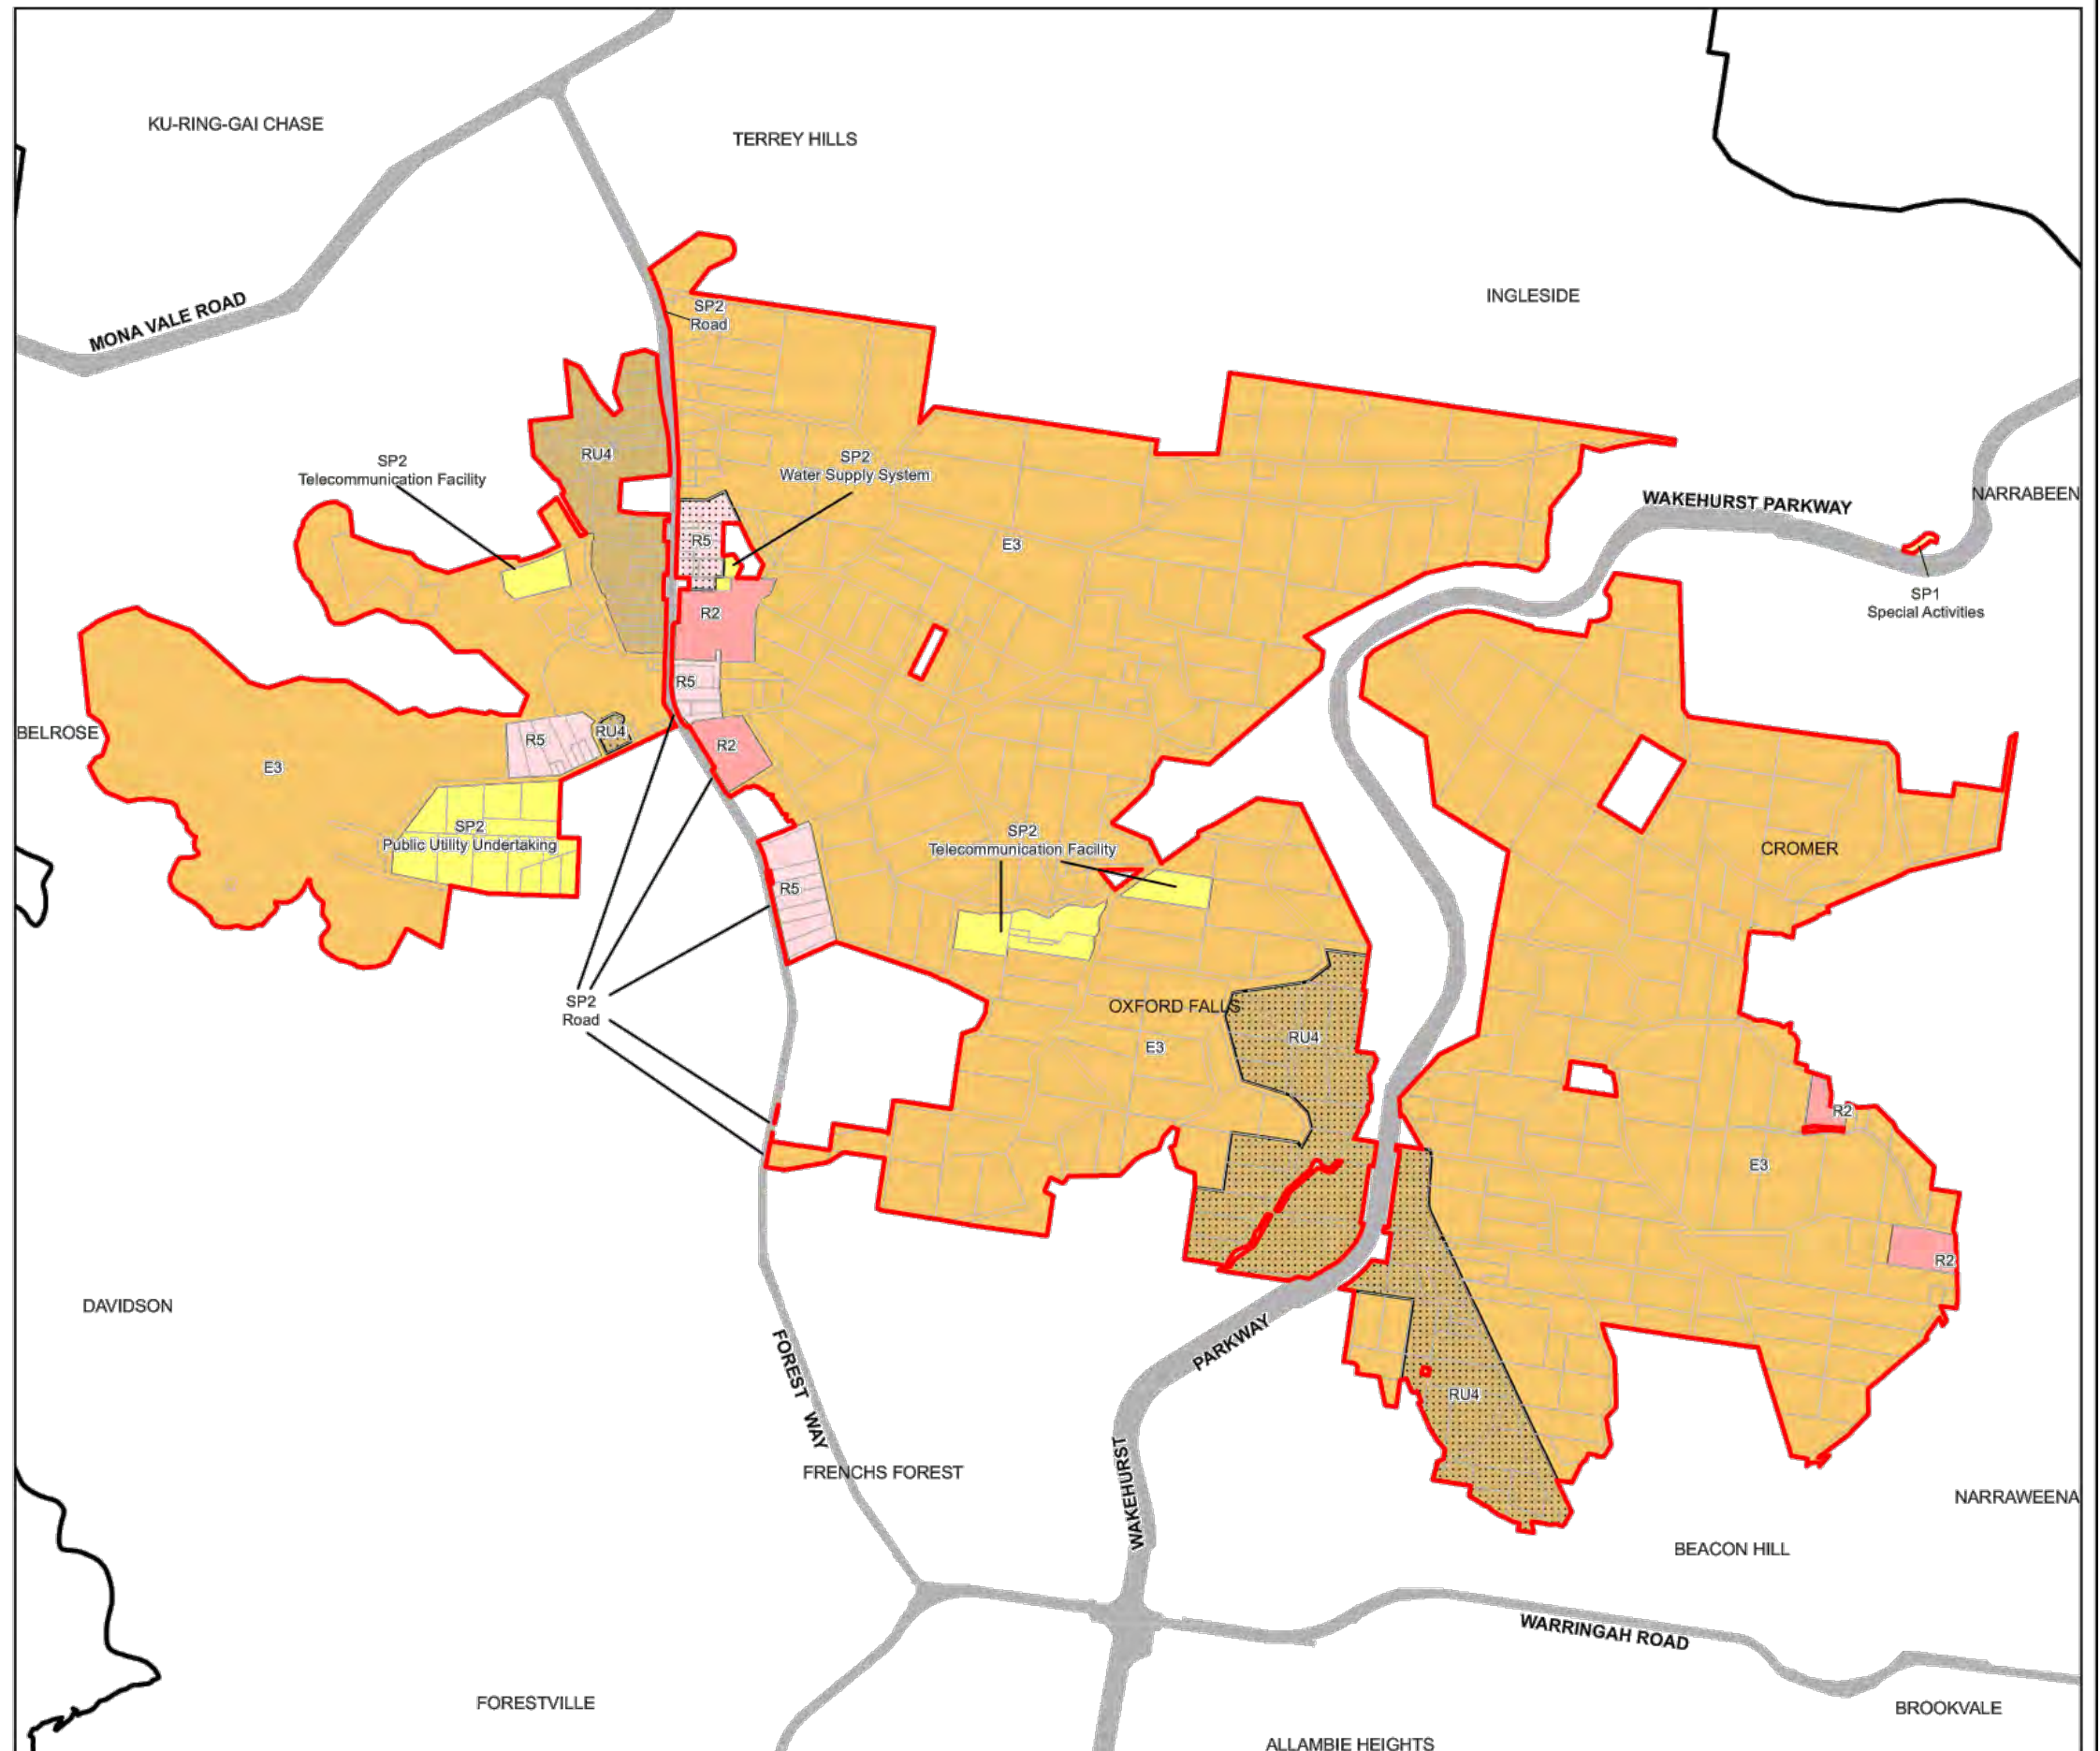 KU-RING-GAI CHASE
TERREY HILLS
INGLESIDE
MONA VALE ROAD
SP2
Road
RU4
SP2
Telecommunication Facility
SP2
Water Supply System
WAKEHURST PARKWAY
NARRABEEN
R5
E3
SP1
Special Activities
R2
R5
BELROSE
R5
RU4
R2
E3
SP2
Public Utility Undertaking
SP2
Telecommunication Facility
CROMER
R5
SP2
Road
OXFORD FALLS
RU4
E3
R2
E3
R2
DAVIDSON
FOREST WAY
PARKWAY
RU4
WAKEHURST
FRENCHS FOREST
NARRAWEENA
BEACON HILL
WARRINGAH ROAD
FORESTVILLE
BROOKVALE
ALLAMBIE HEIGHTS